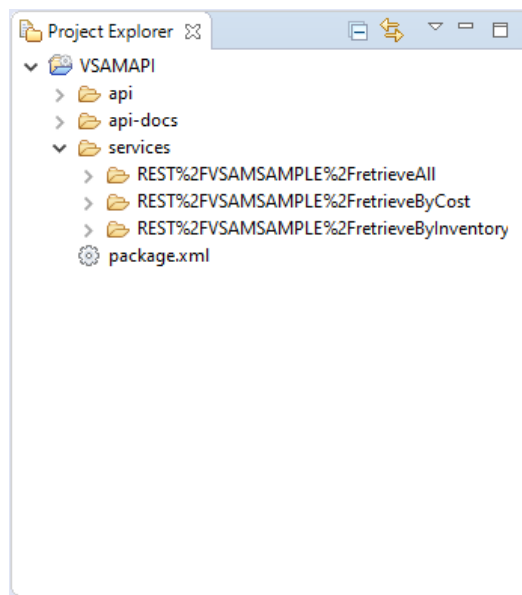 Project Explorer
VSAMAPI
api
api-docs
services
REST%2FVSAMSAMPLE%2FretrieveAll
REST%2FVSAMSAMPLE%2FretrieveByCost
REST%2FVSAMSAMPLE%2FretrieveByInventory
package.xml